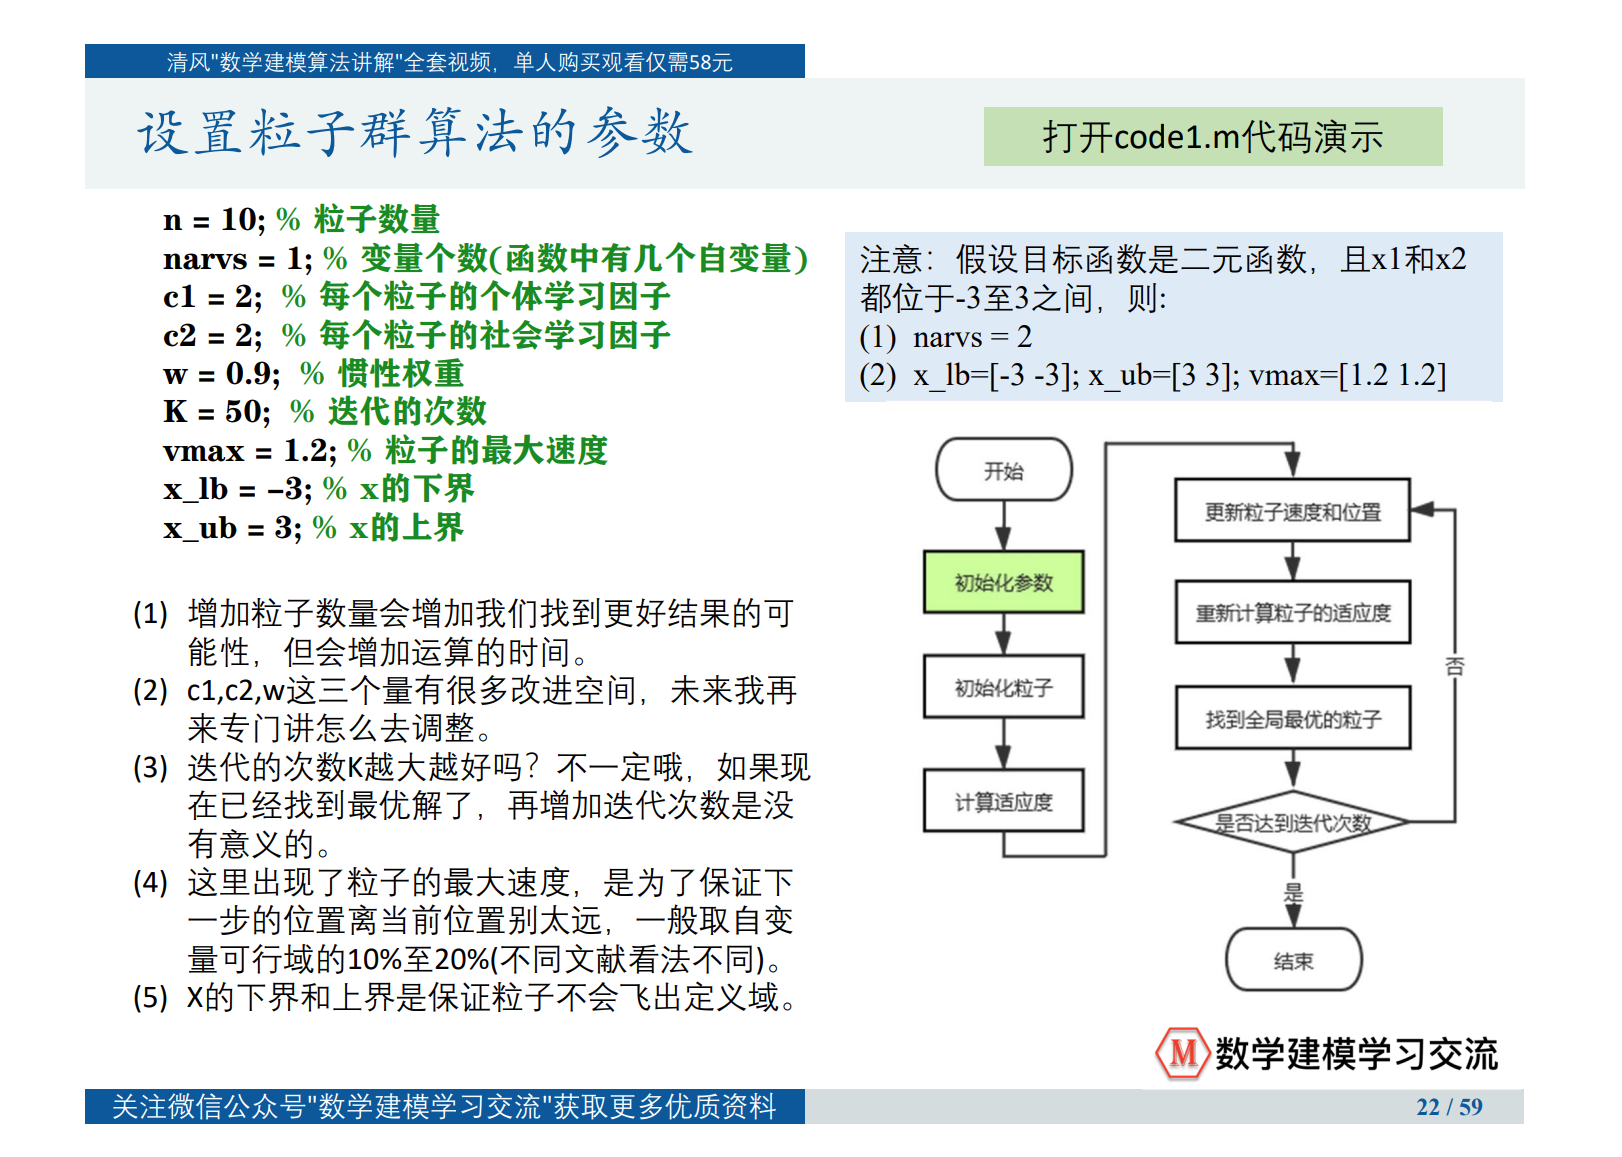 清风"数学建模算法讲解"全套视频，单人购买观看仅需58元
设置粒子群算法的参数
打开code1.m代码演示
n = 10; % 粒子数量
narvs = 1; % 变量个数(函数中有几个自变量)
c1 = 2; % 每个粒子的个体学习因子
c2 = 2; % 每个粒子的社会学习因子
w = 0.9; % 惯性权重
K = 50; % 迭代的次数
vmax = 1.2; % 粒子的最大速度
x_lb = -3; % x的下界
x_ub = 3; % x的上界
(1) 增加粒子数量会增加我们找到更好结果的可
能性，但会增加运算的时间。
(2) c1,c2,w这三个量有很多改进空间，未来我再
来专门讲怎么去调整。
(3) 迭代的次数K越大越好吗？不一定哦，如果现
在已经找到最优解了，再增加迭代次数是没
有意义的。
(4) 这里出现了粒子的最大速度，是为了保证下
一步的位置离当前位置别太远，一般取自变
量可行域的10%至20%(不同文献看法不同)。
(5) X的下界和上界是保证粒子不会飞出定义域。
注意：假设目标函数是二元函数，且x1和x2
都位于-3至3之间，则:
(1) narvs = 2
(2) x_lb=[-3 -3]; x_ub=[3 3]; vmax=[1.2 1.2]
开始
初始化参数
初始化粒子
计算适应度
更新粒子速度和位置
重新计算粒子的适应度
找到全局最优的粒子
是否达到迭代次数
否
是
结束
M 数学建模学习交流
关注微信公众号"数学建模学习交流"获取更多优质资料
22 / 59